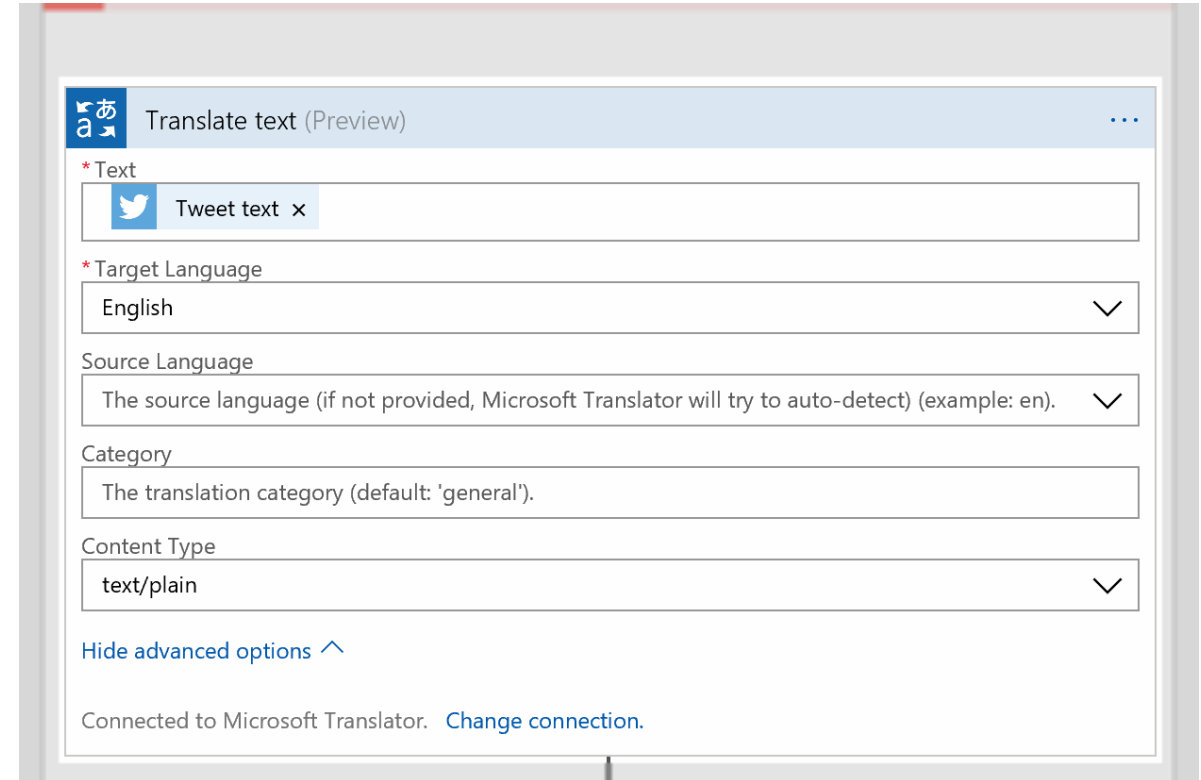 あ
a
Translate text (Preview)
...
* Text
Tweet text ×
* Target Language
English
Source Language
The source language (if not provided, Microsoft Translator will try to auto-detect) (example: en).
Category
The translation category (default: 'general').
Content Type
text/plain
Hide advanced options
Connected to Microsoft Translator. Change connection.